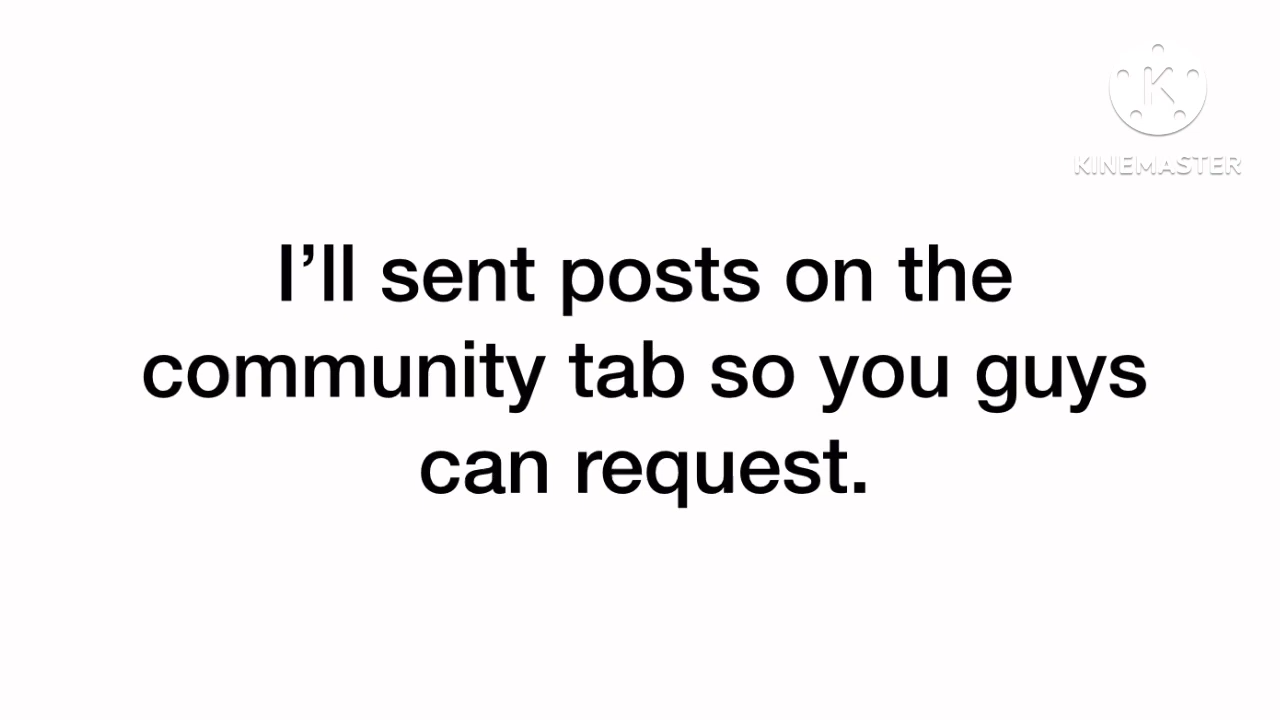 KINEMASTER
I’ll sent posts on the
community tab so you guys
can request.